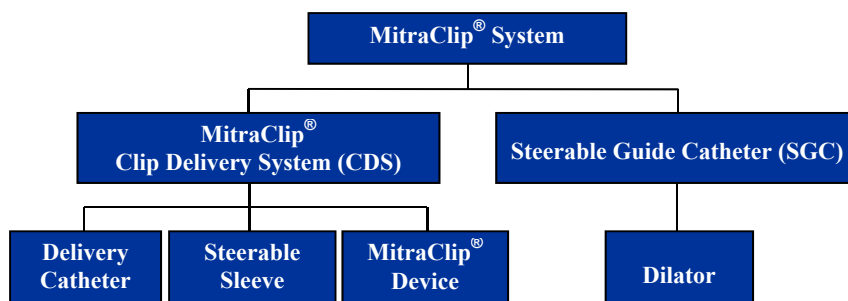 MitraClip® System
MitraClip®
Clip Delivery System (CDS)
Steerable Guide Catheter (SGC)
Delivery
Catheter
Steerable
Sleeve
MitraClip®
Device
Dilator